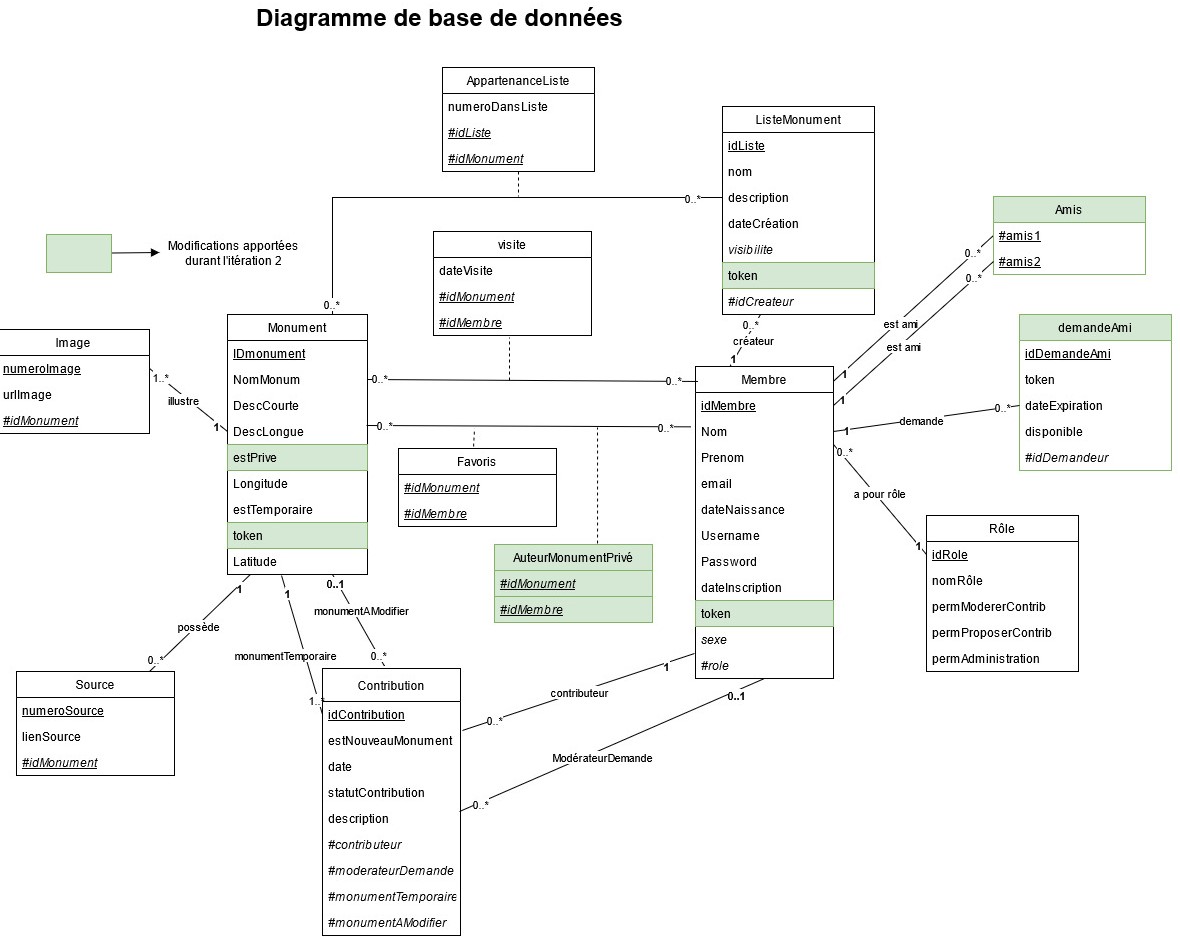 Diagramme de base de données
AppartenanceListe
numeroDansListe
#idListe
#idMonument
ListeMonument
idListe
nom
description
dateCréation
visibilite
token
#idCreateur
Amis
#amis1
#amis2
Modifications apportées
durant l'itération 2
visite
dateVisite
#idMonument
#idMembre
0..*
0..*
0..*
0..*
0..*
créateur
1
est ami
est ami
1
1
demandeAmi
idDemandeAmi
token
dateExpiration
disponible
#idDemandeur
Image
numeroImage
urlImage
#idMonument
1..*
illustre
1
Monument
IDmonument
NomMonum
DescCourte
DescLongue
estPrive
Longitude
estTemporaire
token
Latitude
0..*
0..*
0..*
0..*
Membre
idMembre
Nom
Prenom
email
dateNaissance
Username
Password
dateInscription
token
sexe
#role
demande
1
0..*
0..*
a pour rôle
1
Favoris
#idMonument
#idMembre
AuteurMonumentPrivé
#idMonument
#idMembre
Rôle
idRole
nomRôle
permModererContrib
permProposerContrib
permAdministration
1
possède
0..*
1
monumentTemporaire
1..
0..1
monumentAModifier
0..*
Source
numeroSource
lienSource
#idMonument
Contribution
idContribution
estNouveauMonument
date
statutContribution
description
#contributeur
#moderateurDemande
#monumentTemporaire
#monumentAModifier
1
contributeur
0..*
0..1
ModérateurDemande
0..*